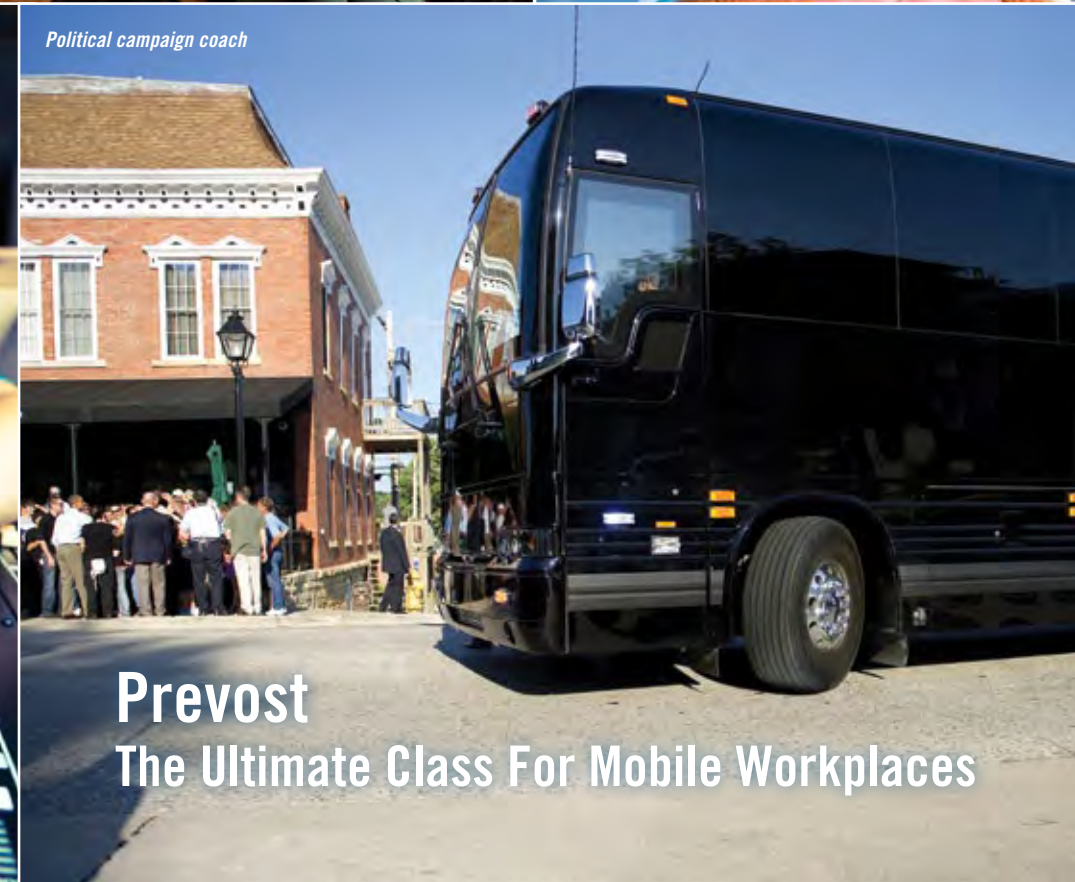 Political campaign coach
Prevost
The Ultimate Class For Mobile Workplaces